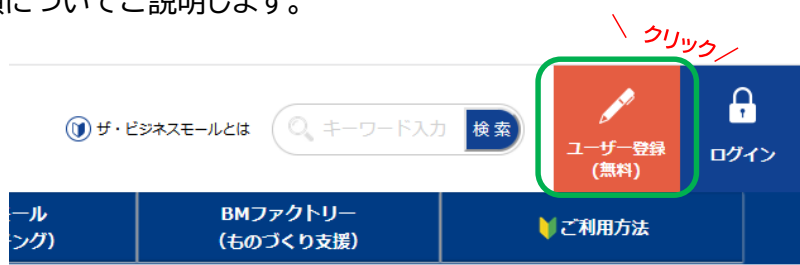 についてご説明します。
\ クリック /
ザ・ビジネスモールとは
キーワード入力
検索
ユーザー登録
(無料)
ログイン
ール
ング）
BMファクトリー
（ものづくり支援）
ご利用方法